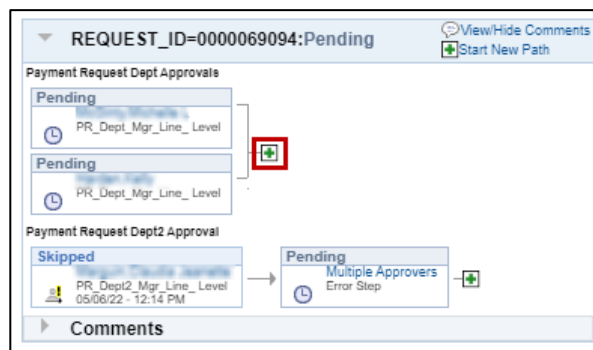 REQUEST_ID=0000069094:Pending
View/Hide Comments
Start New Path
Payment Request Dept Approvals
Pending
PR_Dept_Mgr_Line_ Level
Pending
PR_Dept_Mgr_Line_ Level
Payment Request Dept2 Approval
Skipped
PR_Dept2_Mgr_Line_ Level
05/06/22 - 12:14 PM
Pending
Multiple Approvers
Error Step
Comments